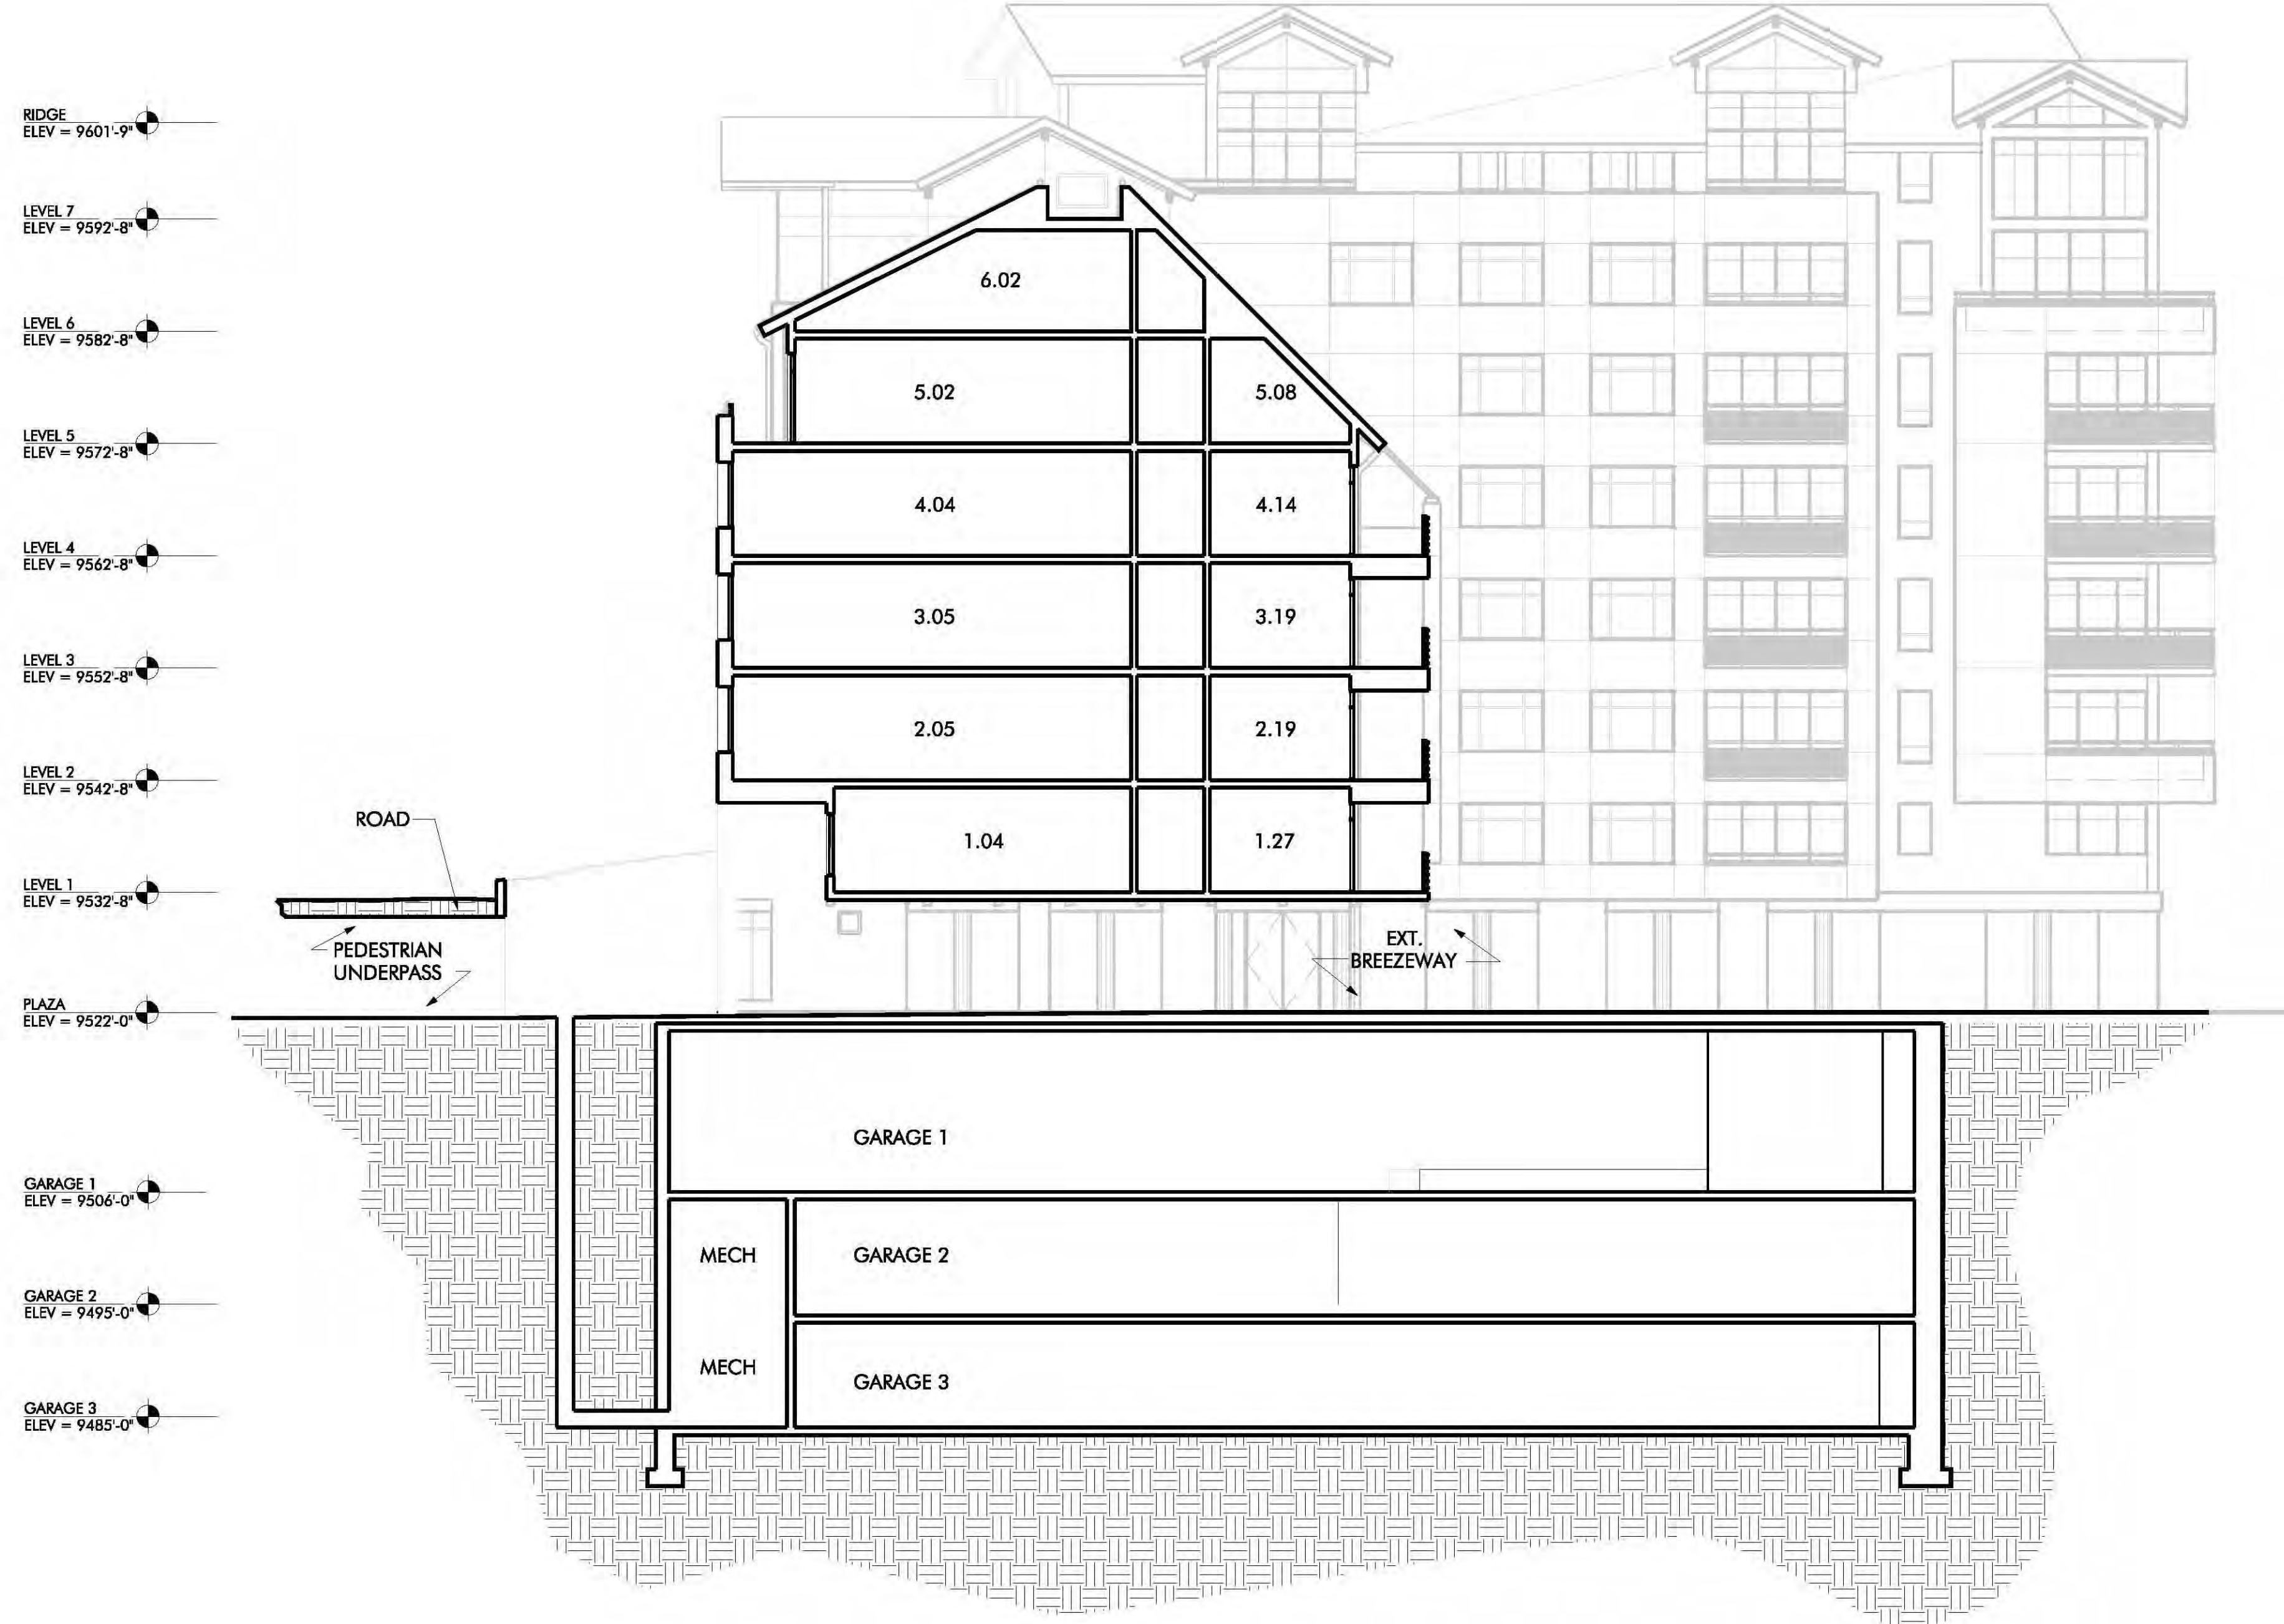 RIDGE
ELEV = 9601'-9"
LEVEL 7
ELEV = 9592'-8"
LEVEL 6
ELEV = 9582'-8"
LEVEL 5
ELEV = 9572'-8"
LEVEL 4
ELEV = 9562'-8"
LEVEL 3
ELEV = 9552'-8"
LEVEL 2
ELEV = 9542'-8"
LEVEL 1
ELEV = 9532'-8"
PLAZA
ELEV = 9522'-0"
GARAGE 1
ELEV = 9506'-0"
GARAGE 2
ELEV = 9495'-0"
GARAGE 3
ELEV = 9485'-0"
6.02
5.02
5.08
4.04
4.14
3.05
3.19
2.05
2.19
1.04
1.27
ROAD
PEDESTRIAN
UNDERPASS
EXT.
BREEZEWAY
GARAGE 1
MECH
GARAGE 2
MECH
GARAGE 3